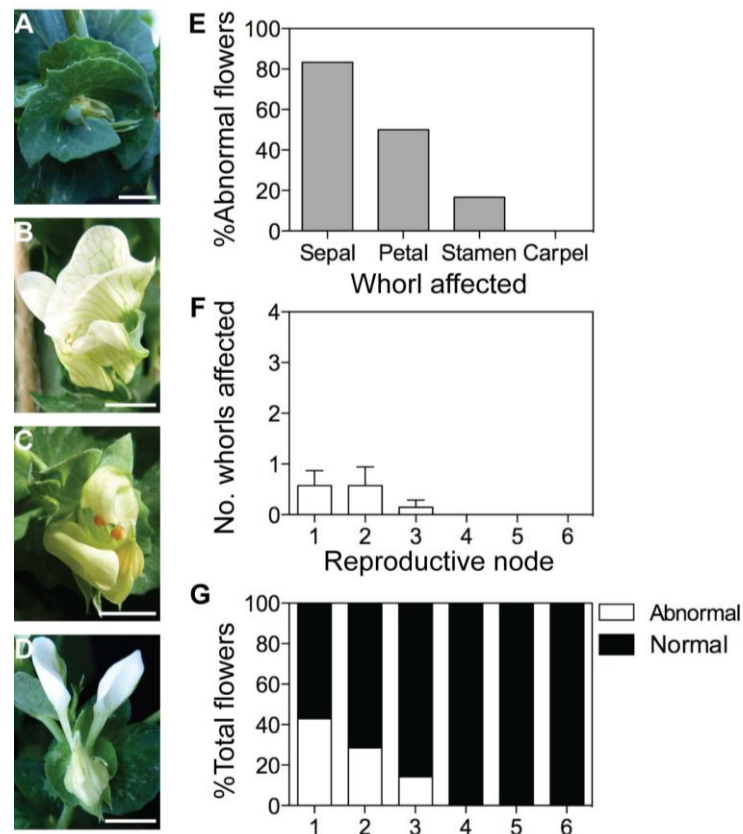 A
B
C
D
E
%Abnormal flowers
100
80
60
40
20
0
Sepal Petal Stamen Carpel
Whorl affected
F
No. whorls affected
4
3
2
1
0
1 2 3 4 5 6
Reproductive node
G
%Total flowers
100
80
60
40
20
0
1 2 3 4 5 6
Abnormal
Normal